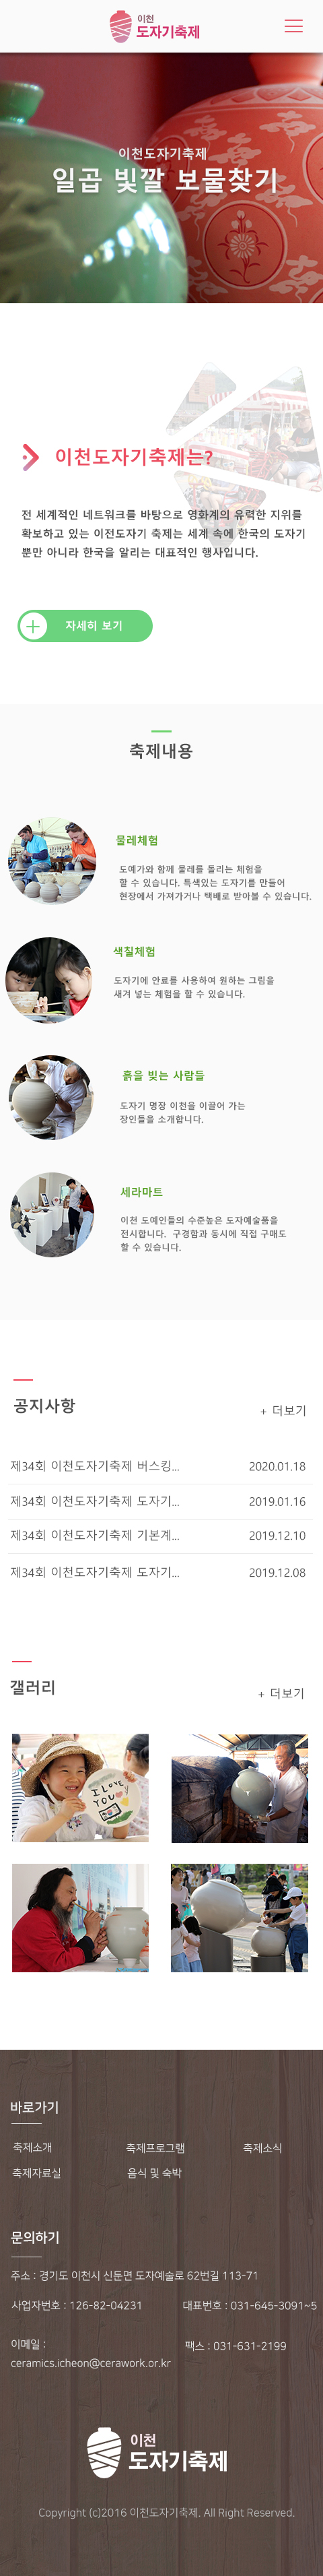 이천
도자기축제
이천도자기축제
일곱 빛깔 보물찾기
이천도자기축제는?
전 세계적인 네트워크를 바탕으로 영화계의 유력한 지위를
확보하고 있는 이천도자기 축제는 세계 속에 한국의 도자기
뿐만 아니라 한국을 알리는 대표적인 행사입니다.
자세히 보기
축제내용
물레체험
도예가와 함께 물레를 돌리는 체험을
할 수 있습니다. 특색있는 도자기를 만들어
현장에서 가져가거나 택배로 받아볼 수 있습니다.
색칠체험
도자기에 안료를 사용하여 원하는 그림을
새겨 넣는 체험을 할 수 있습니다.
흙을 빚는 사람들
도자기 명장 이천을 이끌어 가는
장인들을 소개합니다.
세라마트
이천 도예인들의 수준높은 도자예술품을
전시합니다. 구경함과 동시에 직접 구매도
할 수 있습니다.
공지사항
+ 더보기
제34회 이천도자기축제 버스킹... 2020.01.18
제34회 이천도자기축제 도자기... 2019.01.16
제34회 이천도자기축제 기본계... 2019.12.10
제34회 이천도자기축제 도자기... 2019.12.08
갤러리
+ 더보기
I LOVE
YOU
바로가기
축제소개 축제프로그램 축제소식
축제자료실 음식 및 숙박
문의하기
주소 : 경기도 이천시 신둔면 도자예술로 62번길 113-71
사업자번호 : 126-82-04231 대표번호 : 031-645-3091~5
이메일 : 팩스 : 031-631-2199
ceramics.icheon@cerawork.or.kr
이천
도자기축제
Copyright (c)2016 이천도자기축제. All Right Reserved.